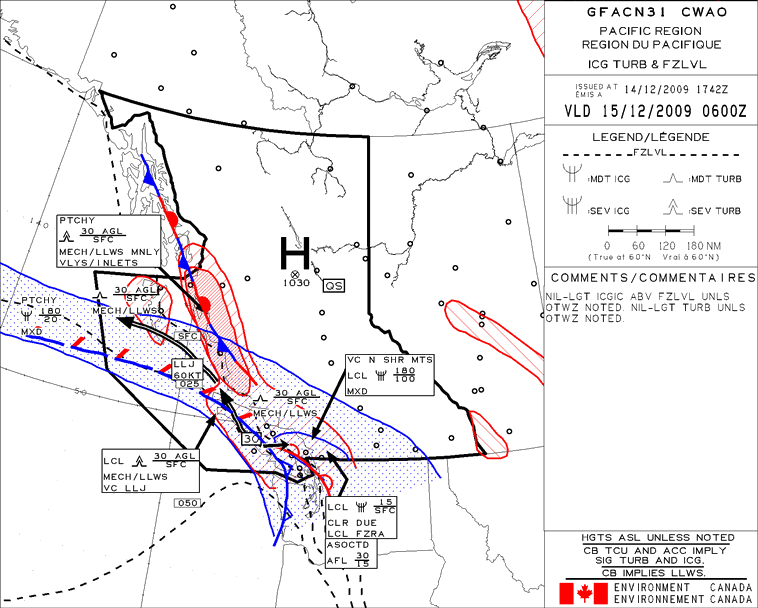 GFACN31 CWAO
PACIFIC REGION
REGION DU PACIFIQUE
ICG TURB & FZLVL
ISSUED AT 14/12/2009 1742Z
ÉMIS A
VLD 15/12/2009 0600Z
LEGEND/LÉGENDE
FZLVL
:MDT ICG :MDT TURB
:SEV ICG :SEV TURB
0 60 120 180 NM
(True at 60°N Vrai à 60°N)
COMMENTS/COMMENTAIRES
NIL-LGT ICGIC ABV FZLVL UNLS
OTWZ NOTED. NIL-LGT TURB UNLS
OTWZ NOTED.
HGTS ASL UNLESS NOTED
CB TCU AND ACC IMPLY
SIG TURB AND ICG.
CB IMPLIES LLWS.
ENVIRONMENT CANADA
ENVIRONNEMENT CANADA
140
PTCHY
30 AGL
SFC
MECH/LLWS MNLY
VLYS/INLETS
H
1030
QS
30 AGL
SFC
MECH/LLWS
PTCHY
180
20
MXD
SFC
LLJ
60KT
025
50
VC N SHR MTS
LCL 180
100
MXD
30 AGL
SFC
MECH/LLWS
30
LCL 30 AGL
SFC
MECH/LLWS
VC LLJ
050
LCL 15
SFC
CLR DUE
LCL FZRA
ASOCTD
AFL 30
15